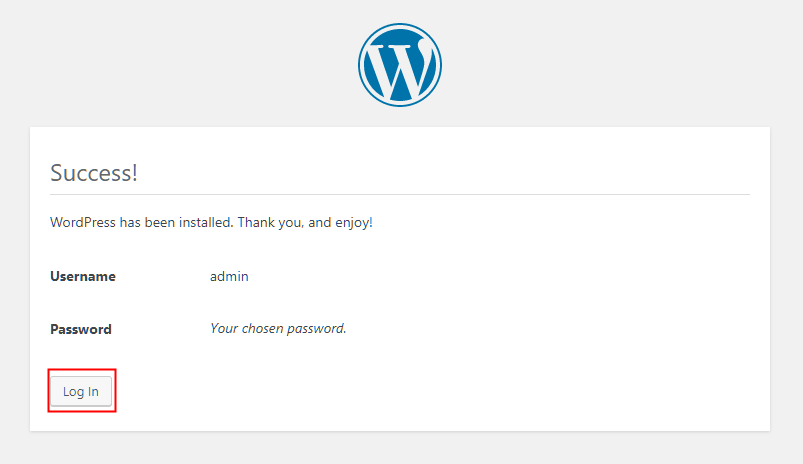 Success!
WordPress has been installed. Thank you, and enjoy!
Username admin
Password Your chosen password.
Log In